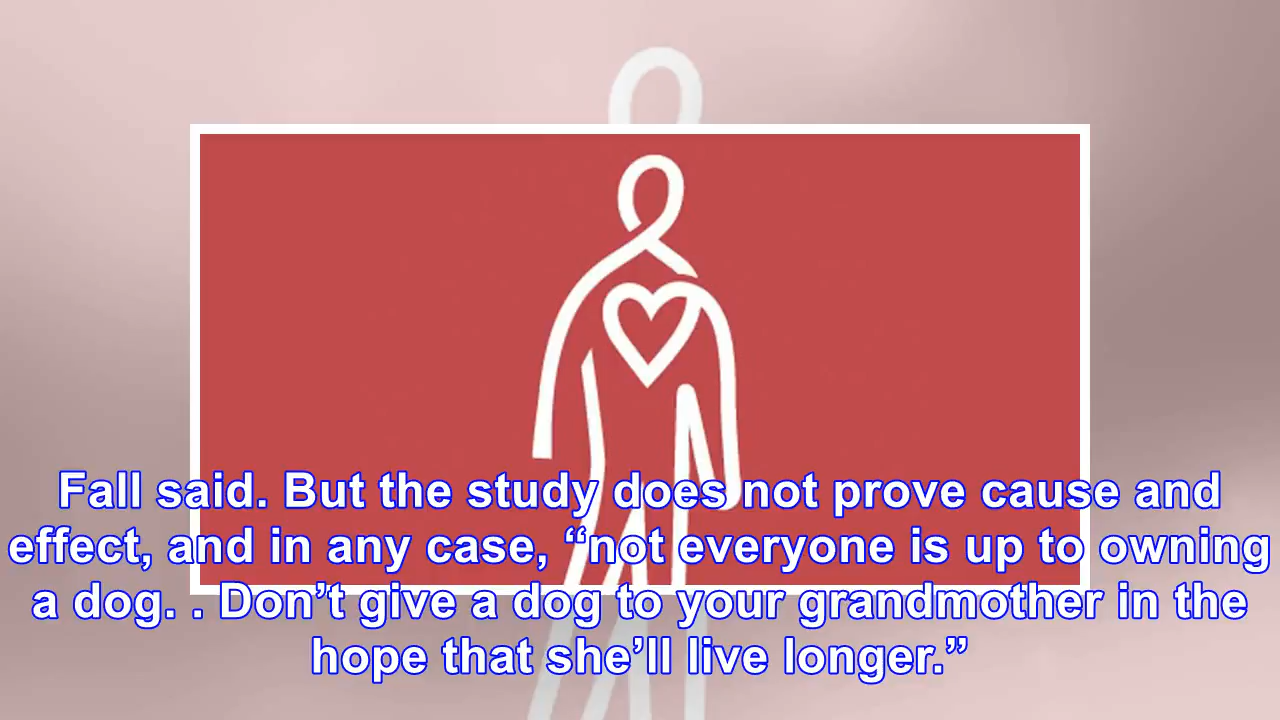 Fall said. But the study does not prove cause and
effect, and in any case, “not everyone is up to owning
a dog. . Don’t give a dog to your grandmother in the
hope that she’ll live longer.”